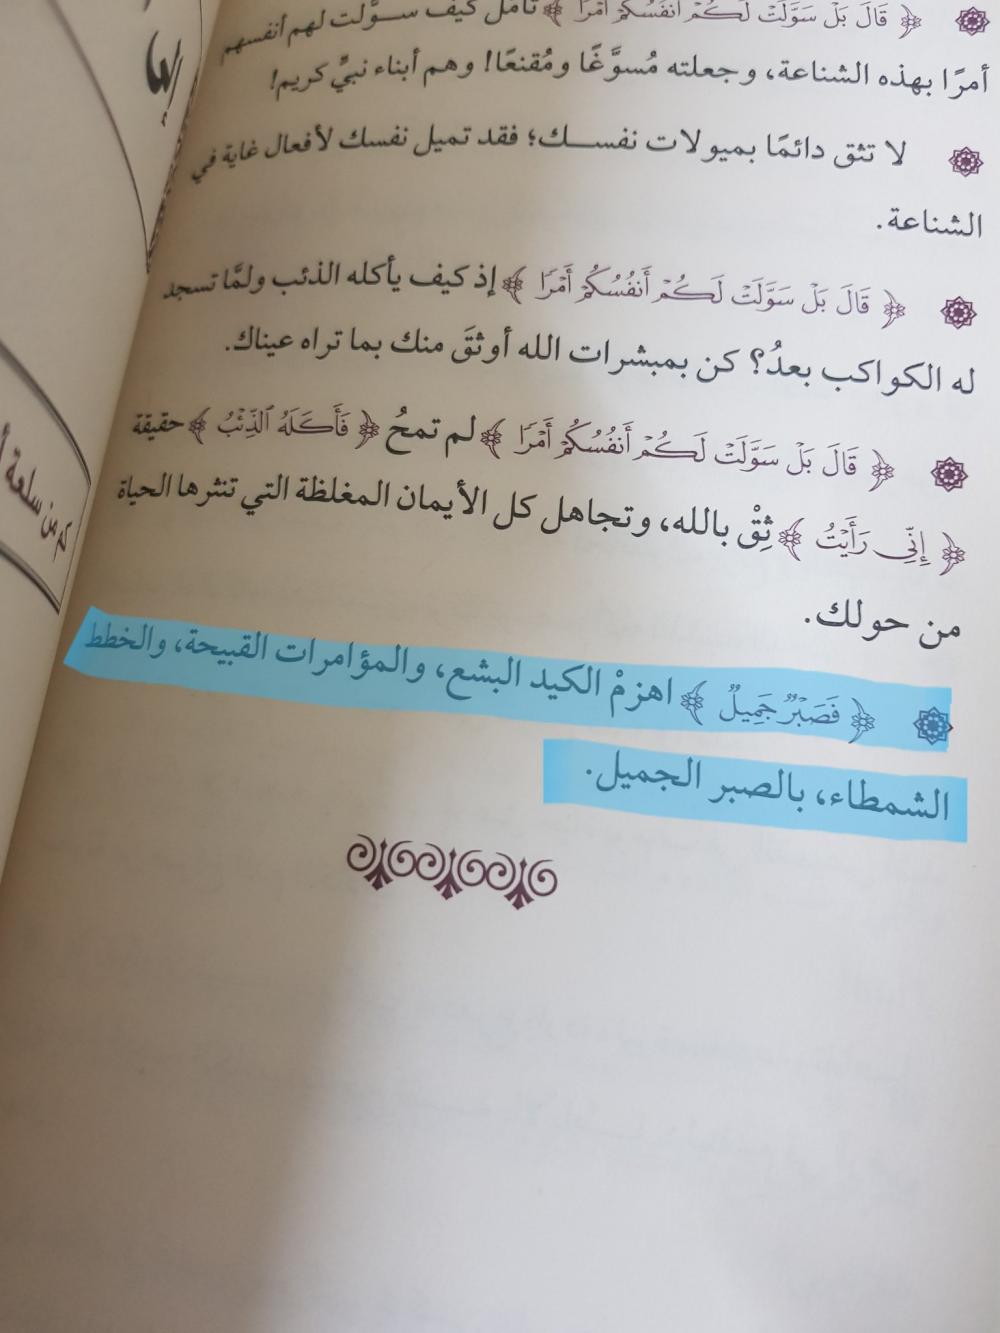 ﴿ قَالَ بَلْ سَوَّلَتْ لَكُمْ أَنفُسُكُمْ أَمْرًا ﴾ تأمل كيف سوَّلت لهم أنفسهم
أمرًا بهذه الشناعة، وجعلته مُسوَّغًا ومُقنعًا! وهم أبناء نبيٍّ كريم!
لا تثق دائمًا بميولات نفسك؛ فقد تميل نفسك لأفعال غاية في
الشناعة.
﴿ قَالَ بَلْ سَوَّلَتْ لَكُمْ أَنفُسُكُمْ أَمْرًا ﴾ إذ كيف يأكله الذئب ولمَّا تسجد
له الكواكب بعدُ؟ كن بمبشرات الله أوثقَ منك بما تراه عيناك.
﴿ قَالَ بَلْ سَوَّلَتْ لَكُمْ أَنفُسُكُمْ أَمْرًا ﴾ لم تمحُ ﴿ فَأَكَلَهُ الذِّئْبُ ﴾ حقيقة
﴿ إِنِّي رَأَيْتُ ﴾ ثِقْ بالله، وتجاهل كل الأيمان المغلظة التي تنثرها الحياة
من حولك.
﴿ فَصَبْرٌ جَمِيلٌ ﴾ اهزمْ الكيد البشع، والمؤامرات القبيحة، والخطط
الشمطاء، بالصبر الجميل.
كم من سلعة